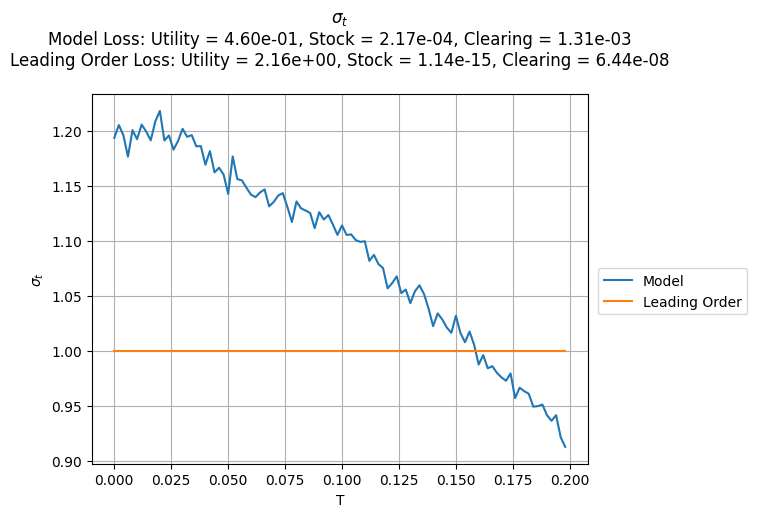 σt
Model Loss: Utility = 4.60e-01, Stock = 2.17e-04, Clearing = 1.31e-03
Leading Order Loss: Utility = 2.16e+00, Stock = 1.14e-15, Clearing = 6.44e-08
1.20
1.15
1.10
1.05
1.00
0.95
0.90
σt
Model
Leading Order
0.000 0.025 0.050 0.075 0.100 0.125 0.150 0.175 0.200
T